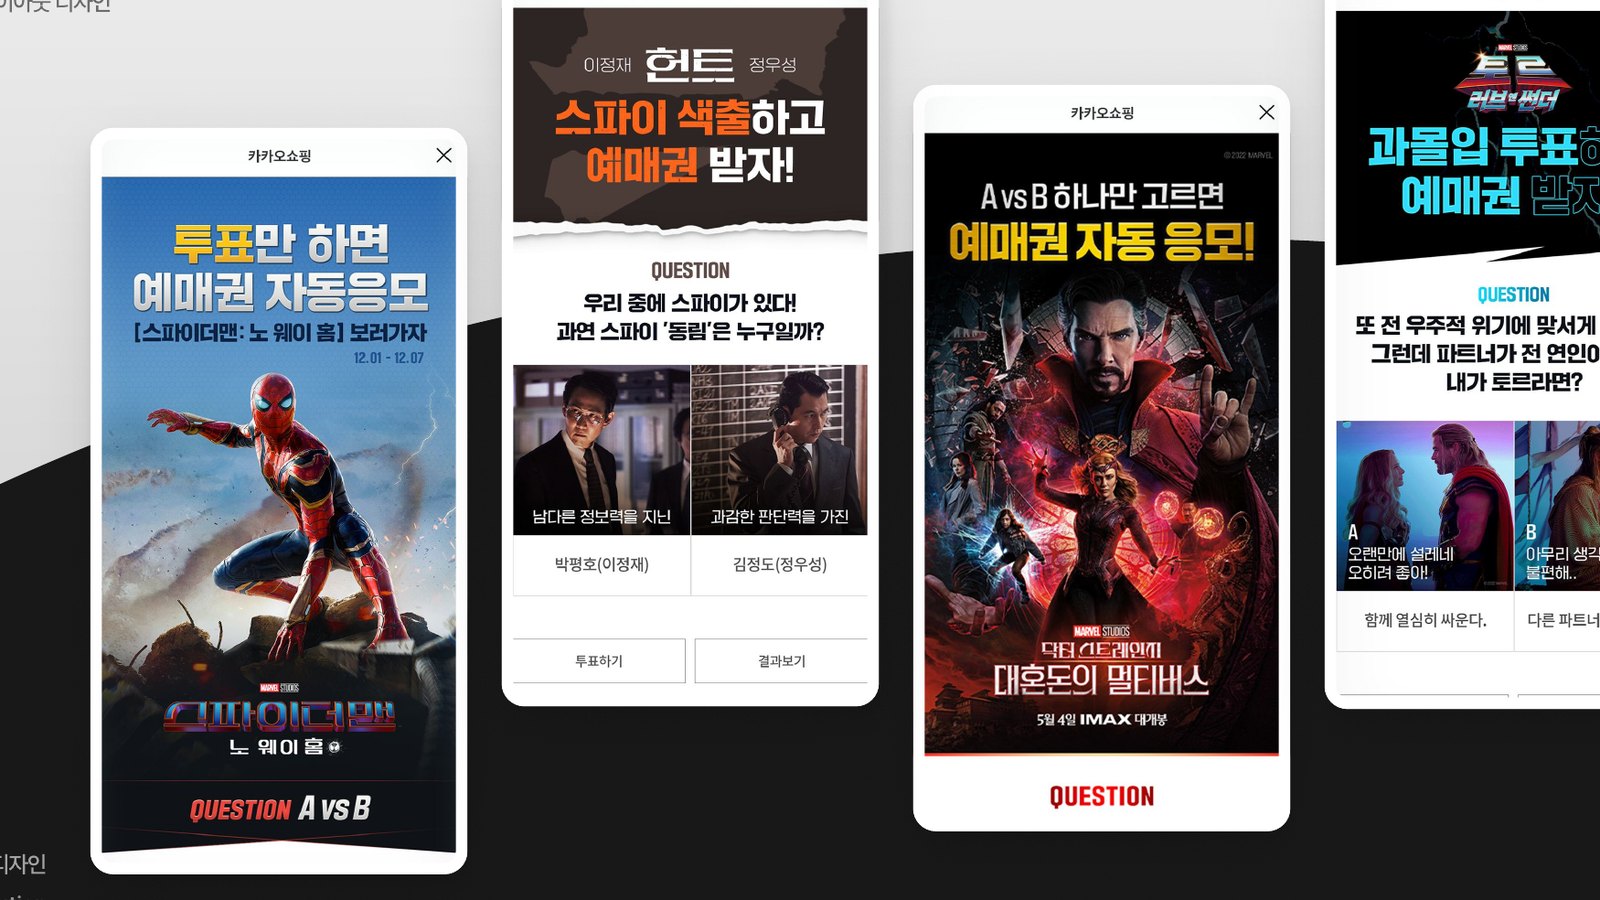 디자인
카카오쇼핑
투표만 하면
예매권 자동응모
[스파이더맨: 노 웨이 홈] 보러가자
12.01 - 12.07
MARVEL STUDIOS
스파이더맨
노 웨이 홈
QUESTION A vs B
디자인
이정재 헌트 정우성
스파이 색출하고
예매권 받자!
QUESTION
우리 중에 스파이가 있다!
과연 스파이 '동림'은 누구일까?
남다른 정보력을 지닌
과감한 판단력을 가진
박평호(이정재)
김정도(정우성)
투표하기
결과보기
카카오쇼핑
©2022 MARVEL
A vs B 하나만 고르면
예매권 자동 응모!
MARVEL STUDIOS
닥터 스트레인지
대혼돈의 멀티버스
5월 4일 IMAX 대개봉
QUESTION
MARVEL STUDIOS
토르
러브 앤 썬더
과몰입 투표하
예매권 받자
QUESTION
또 전 우주적 위기에 맞서게
그런데 파트너가 전 연인이
내가 토르라면?
A
오랜만에 설레네
오히려 좋아!
B
아무리 생각
불편해..
함께 열심히 싸운다.
다른 파트너